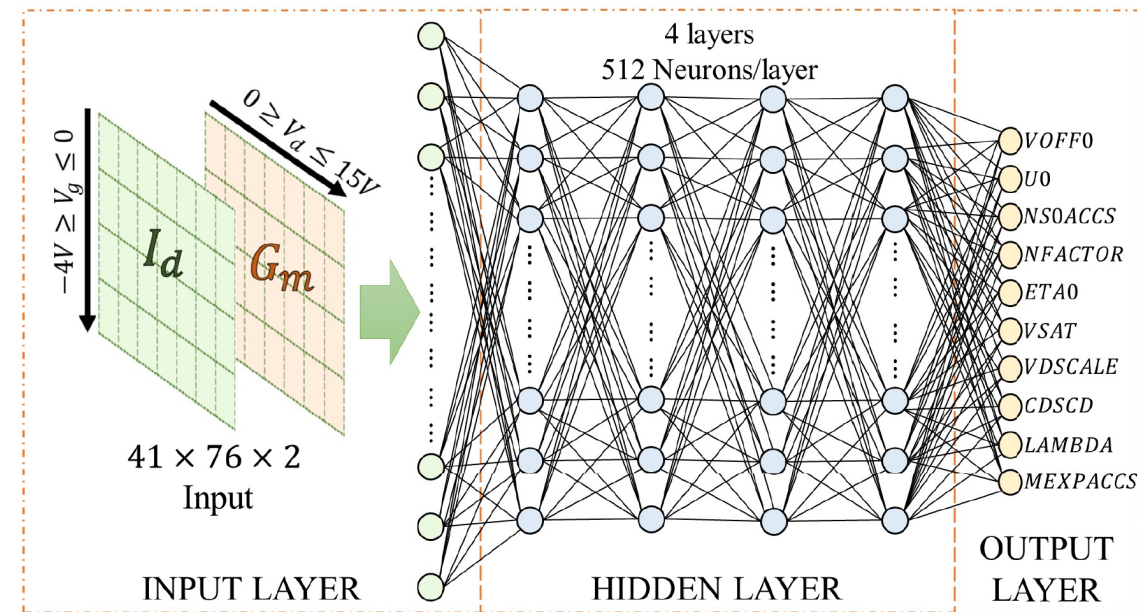 4 layers
512 Neurons/layer
0 ≥ V_d ≤ 15V
−4V ≥ V_g ≤ 0
I_d
G_m
41 × 76 × 2
Input
VOFF0
U0
NS0ACCS
NFACTOR
ETA0
VSAT
VDSCALE
CDSCD
LAMBDA
MEXPACCS
INPUT LAYER
HIDDEN LAYER
OUTPUT
LAYER